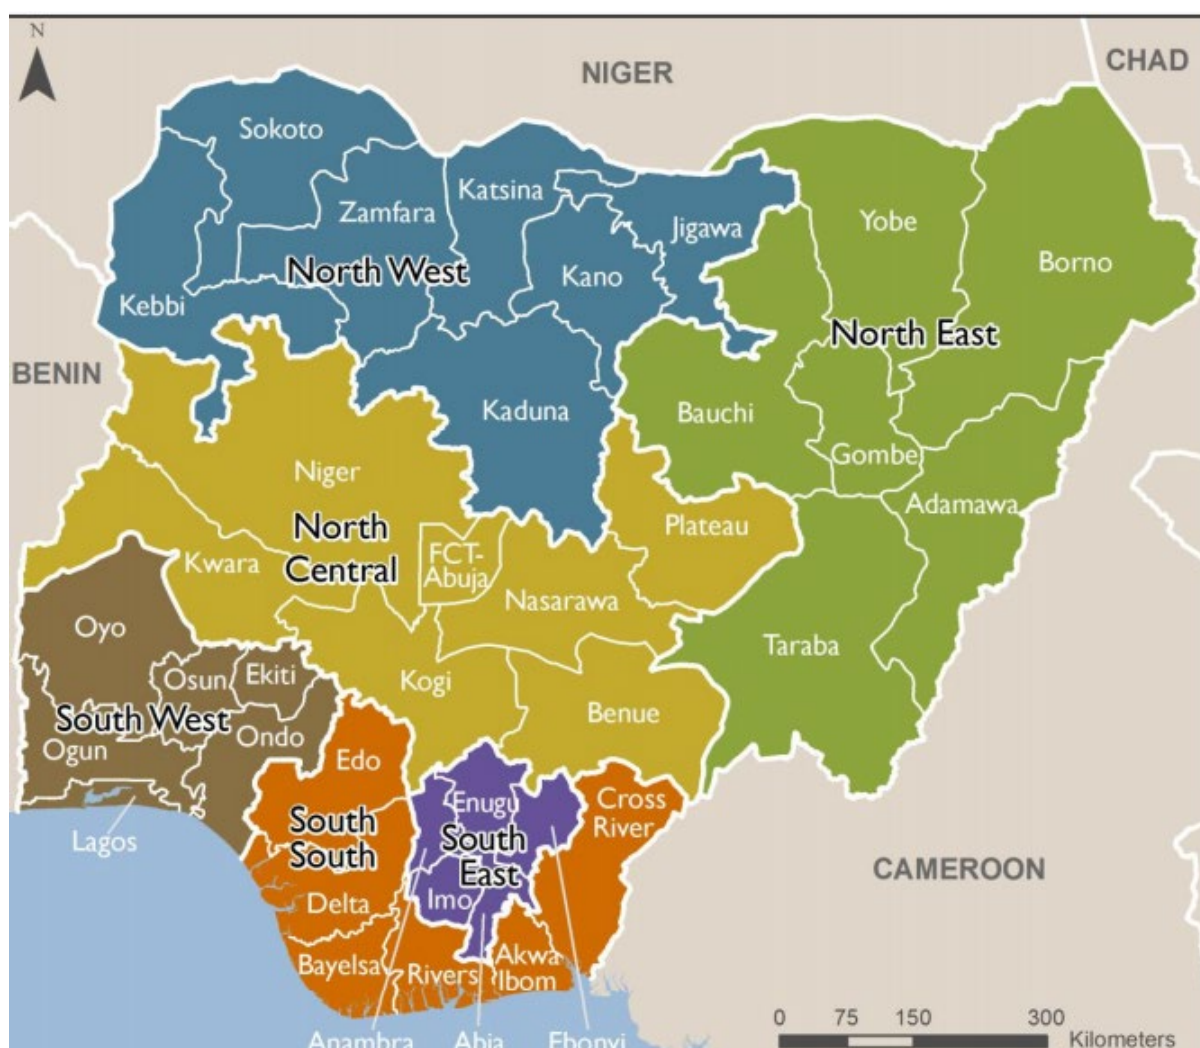 N
NIGER
CHAD
Sokoto
Katsina
Zamfara
Jigawa
Yobe
Borno
North West
Kano
Kebbi
North East
BENIN
Kaduna
Bauchi
Gombe
Niger
Adamawa
North
Central
Plateau
FCT-
Abuja
Kwara
Nasarawa
Oyo
Taraba
Osun
Ekiti
Kogi
South West
Benue
Ogun
Ondo
Edo
Enugu
Cross
River
South
South
South
East
Lagos
CAMEROON
Imo
Delta
Bayelsa
Rivers
Akwa
Ibom
Anambra
Abia
Ebonyi
0 75 150 300
Kilometers